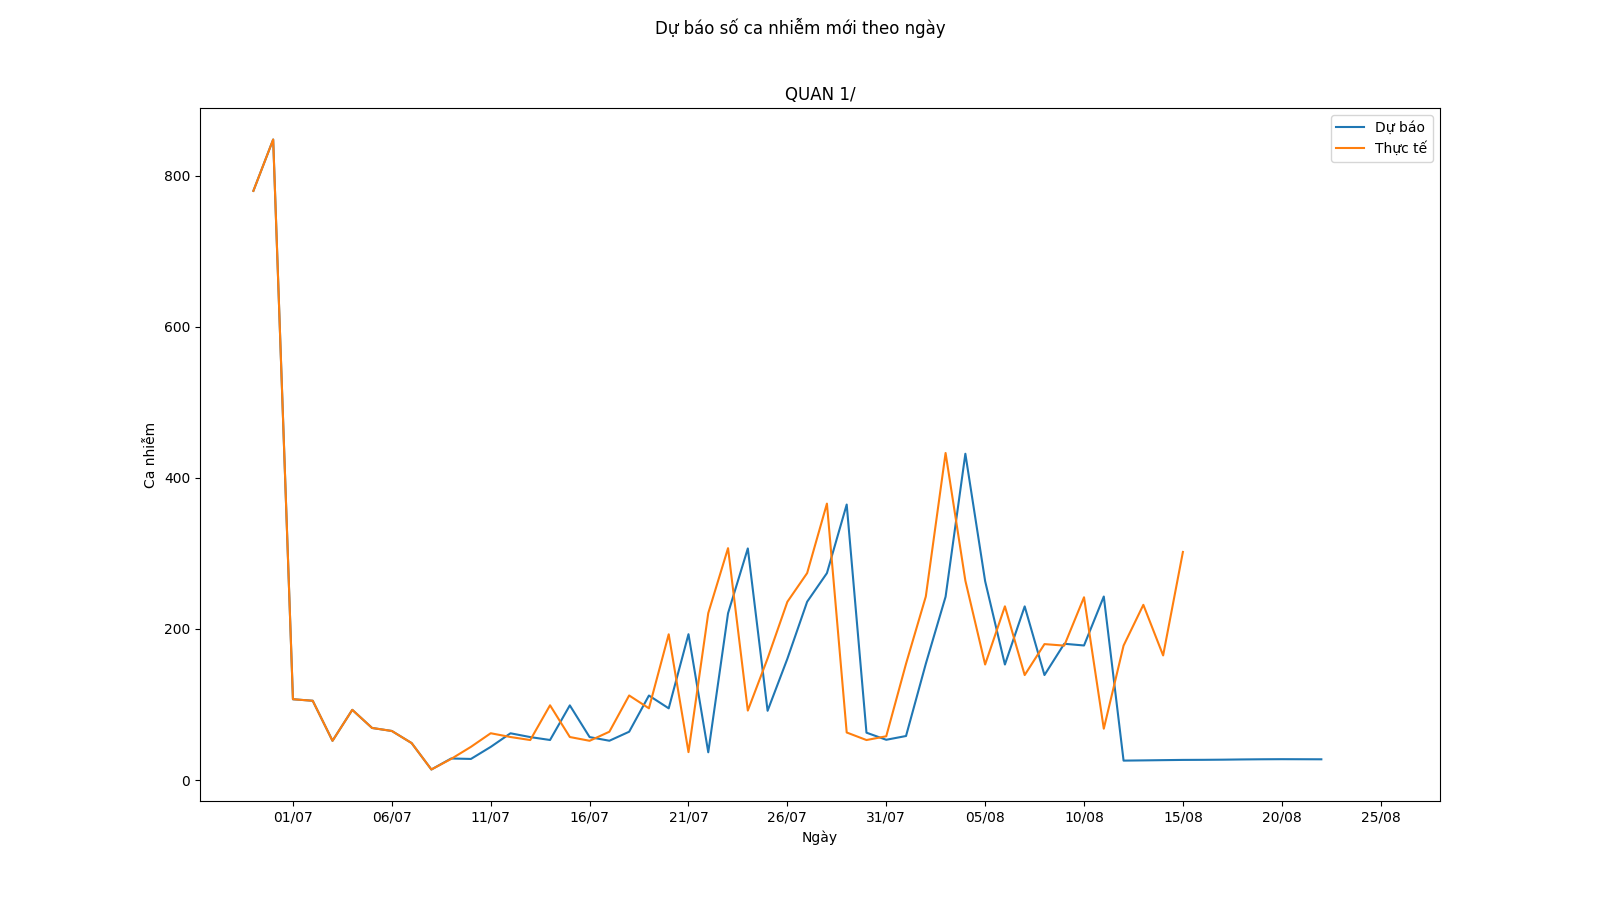 Dự báo số ca nhiễm mới theo ngày
QUAN 1/
Dự báo
Thực tế
800
600
400
200
0
Ca nhiễm
01/07 06/07 11/07 16/07 21/07 26/07 31/07 05/08 10/08 15/08 20/08 25/08
Ngày